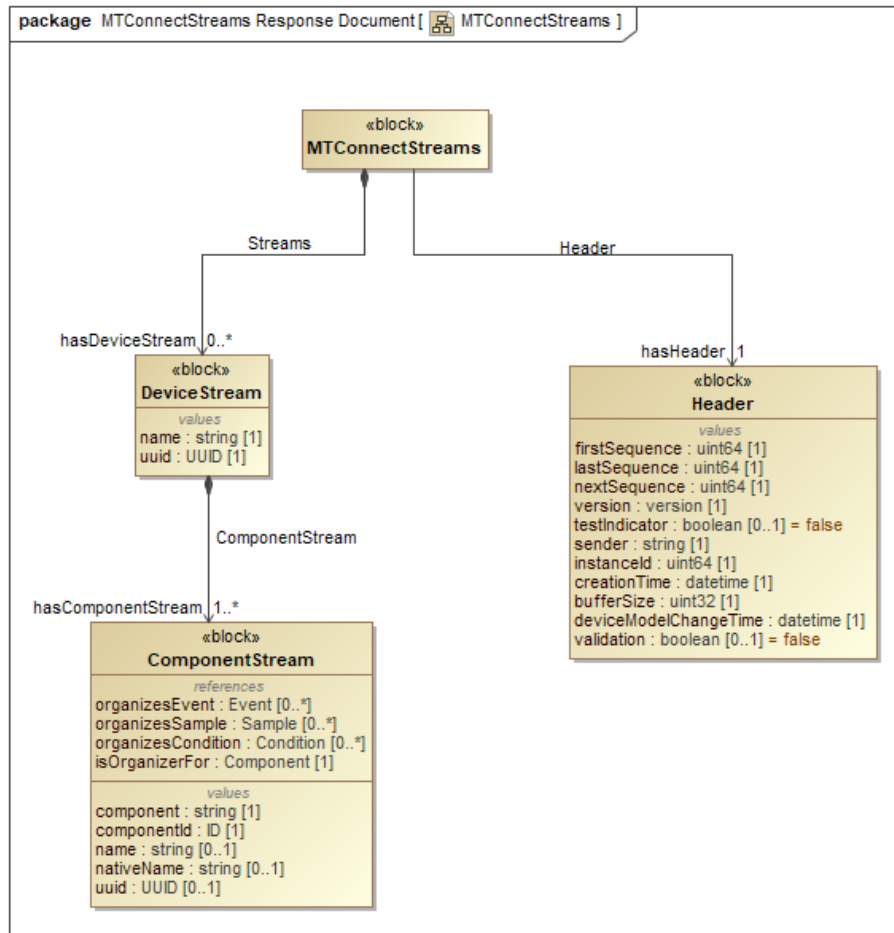 package MTConnectStreams Response Document [ MTConnectStreams ]
«block»
MTConnectStreams
Streams
Header
hasDeviceStream 0..*
hasHeader 1
«block»
DeviceStream
values
name : string [1]
uuid : UUID [1]
«block»
Header
values
firstSequence : uint64 [1]
lastSequence : uint64 [1]
nextSequence : uint64 [1]
version : version [1]
testIndicator : boolean [0..1] = false
sender : string [1]
instanceId : uint64 [1]
creationTime : datetime [1]
bufferSize : uint32 [1]
deviceModelChangeTime : datetime [1]
validation : boolean [0..1] = false
ComponentStream
hasComponentStream 1..*
«block»
ComponentStream
references
organizesEvent : Event [0..*]
organizesSample : Sample [0..*]
organizesCondition : Condition [0..*]
isOrganizerFor : Component [1]
values
component : string [1]
componentId : ID [1]
name : string [0..1]
nativeName : string [0..1]
uuid : UUID [0..1]